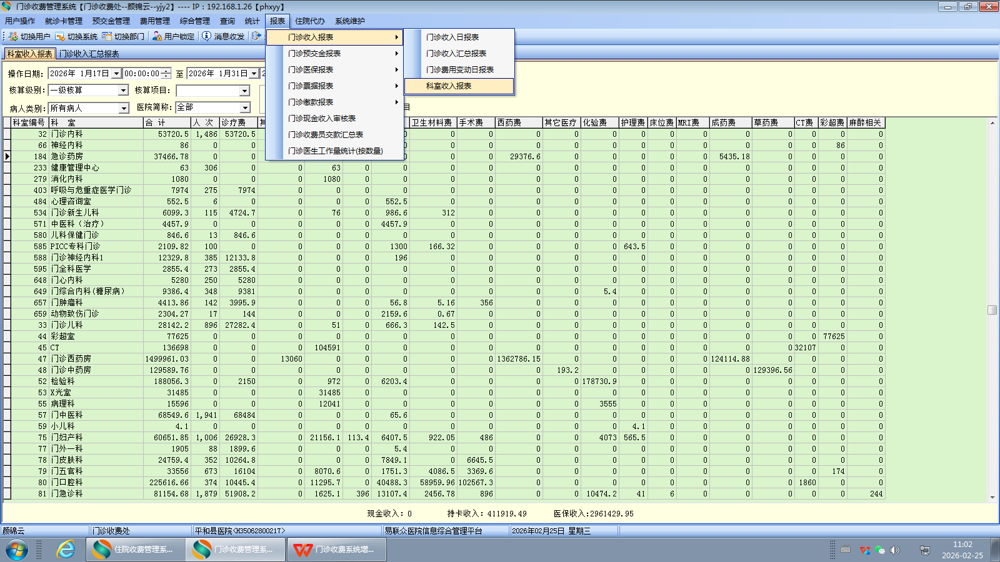 门诊收费管理系统【门诊收费处--颜锦云--yjy2】---- IP：192.168.1.26【phxyy】
用户操作 就诊卡管理 预交金管理 费用管理 综合管理 查询 统计 报表 住院代办 系统维护
切换用户 切换系统 切换部门 用户锁定 消息收发
科室收入报表 门诊收入汇总报表
门诊收入报表
门诊预交金报表
门诊医保报表
门诊票据报表
门诊缴款报表
门诊现金收入审核表
门诊收费员交款汇总表
门诊医生工作量统计(按数量)
门诊收入日报表
门诊收入汇总报表
门诊费用变动日报表
科室收入报表
操作日期: 2026年 1月17日 00:00:00 至 2026年 1月31日 2
核算级别: 一级核算 核算项目:
病人类别: 所有病人 医院简称: 全部 目
科室编号 科 室 合 计 人 次 诊疗费 其 卫生材料费 手术费 西药费 其它医疗 化验费 护理费 床位费 MRI费 成药费 草药费 CT费 彩超费 麻醉相关
32 门诊内科 53720.5 1,486 53720.5 0 0 0 0 0 0 0 0 0 0 0 0 0 0
66 神经内科 86 0 0 0 0 0 0 0 0 0 0 0 0 0 0 86 0
184 急诊药房 37466.78 0 0 0 0 0 29376.6 0 0 0 0 0 5435.18 0 0 0 0
233 健康管理中心 63 306 0 0 63 0 0 0 0 0 0 0 0 0 0 0 0 0 0 0
279 消化内科 1080 0 0 0 1080 0 0 0 0 0 0 0 0 0 0 0 0 0 0 0
403 呼吸与危重症医学门诊 7974 275 7974 0 0 0 0 0 0 0 0 0 0 0 0 0 0 0 0 0
484 心理咨询室 552.5 6 0 0 0 0 552.5 0 0 0 0 0 0 0 0 0 0 0 0 0
534 门诊新生儿科 6099.3 115 4724.7 0 76 0 986.6 312 0 0 0 0 0 0 0 0 0 0 0 0
571 中医科（治疗） 4457.9 0 0 0 0 0 4457.9 0 0 0 0 0 0 0 0 0 0 0 0 0
580 儿科保健门诊 846.6 13 846.6 0 0 0 0 0 0 0 0 0 0 0 0 0 0 0 0 0
585 PICC专科门诊 2109.82 100 0 0 0 0 1300 166.32 0 0 0 0 643.5 0 0 0 0 0 0 0
588 门诊神经内科1 12329.8 385 12133.8 0 0 0 196 0 0 0 0 0 0 0 0 0 0 0 0 0
595 门全科医学 2855.4 273 2855.4 0 0 0 0 0 0 0 0 0 0 0 0 0 0 0 0 0
648 门心内科 5280 250 5280 0 0 0 0 0 0 0 0 0 0 0 0 0 0 0 0 0
649 门综合内科(糖尿病) 9386.4 348 9381 0 0 0 0 0 0 0 0 5.4 0 0 0 0 0 0 0 0
657 门肿瘤科 4413.86 142 3995.9 0 0 0 56.8 5.16 356 0 0 0 0 0 0 0 0 0 0 0
659 动物致伤门诊 2304.27 17 144 0 0 0 2159.6 0.67 0 0 0 0 0 0 0 0 0 0 0 0
33 门诊儿科 28142.2 896 27282.4 0 51 0 666.3 142.5 0 0 0 0 0 0 0 0 0 0 0 0
44 彩超室 77625 0 0 0 0 0 0 0 0 0 0 0 0 0 0 0 0 0 77625 0
45 CT 136698 0 0 0 104591 0 0 0 0 0 0 0 0 0 0 0 0 32107 0 0
47 门诊西药房 1499961.03 0 0 13060 0 0 0 0 0 1362786.15 0 0 0 0 0 124114.88 0 0 0 0
48 门诊中药房 129589.76 0 0 0 0 0 0 0 0 0 193.2 0 0 0 0 0 129396.56 0 0 0
52 检验科 188056.3 0 2150 0 972 0 6203.4 0 0 0 0 178730.9 0 0 0 0 0 0 0 0
53 X光室 31485 0 0 0 31485 0 0 0 0 0 0 0 0 0 0 0 0 0 0 0
55 病理科 15596 0 0 0 12041 0 0 0 0 0 0 3555 0 0 0 0 0 0 0 0
57 门中医科 68549.6 1,941 68484 0 0 0 65.6 0 0 0 0 0 0 0 0 0 0 0 0 0
59 小儿科 4.1 0 0 0 0 0 0 0 0 0 0 0 4.1 0 0 0 0 0 0 0
75 门妇产科 60651.85 1,006 26928.3 0 21156.1 113.4 6407.5 922.05 486 0 0 4073 565.5 0 0 0 0 0 0 0
77 门外一科 1905 88 1899.6 0 0 0 5.4 0 0 0 0 0 0 0 0 0 0 0 0 0
78 门皮肤科 24759.4 352 10264.8 0 0 0 7849.1 0 6645.5 0 0 0 0 0 0 0 0 0 0 0
79 门五官科 33556 673 16104 0 8070.6 0 1751.3 4086.5 3369.6 0 0 0 0 0 0 0 0 0 174 0
80 门口腔科 225616.66 374 10445.4 0 11295.7 0 40488.3 58959.96 102567.3 0 0 0 0 0 0 0 0 1860 0 0
81 门急诊科 81154.68 1,879 51908.2 0 1625.1 396 13107.4 2456.78 896 0 0 10474.2 41 6 0 0 0 0 0 244
现金收入: 0 持卡收入: 411919.49 医保收入:2961429.95
颜锦云 门诊收费处 平和县医院<H35062800217> 易联众医院信息综合管理平台 2026年02月25日 星期三
住院收费管理系... 门诊收费管理系... 门诊收费系统增...
11:02
2026-02-25